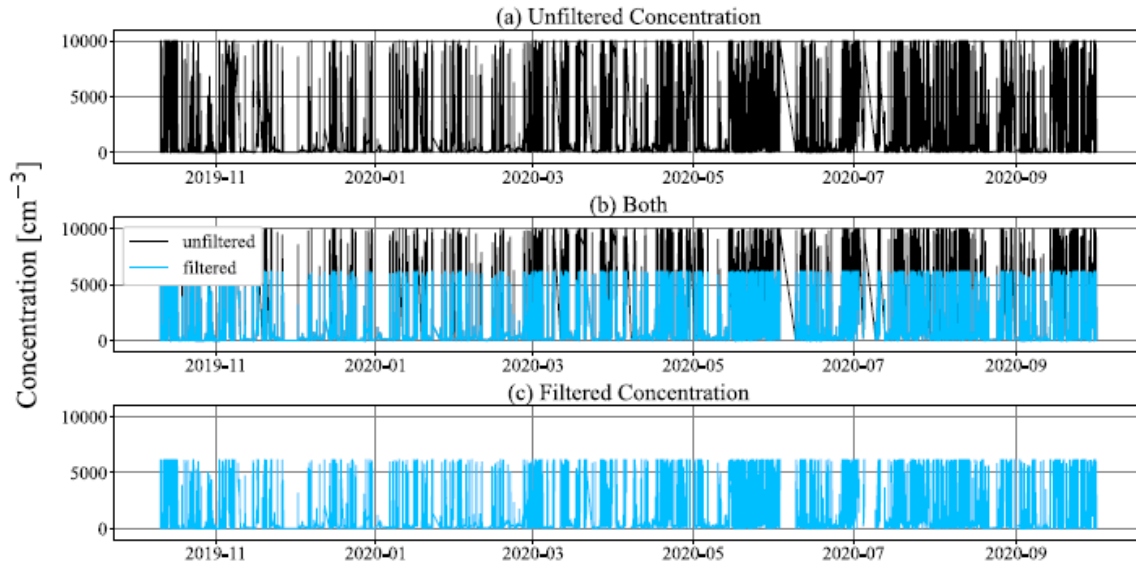 (a) Unfiltered Concentration
10000
5000
0
2019-11 2020-01 2020-03 2020-05 2020-07 2020-09
(b) Both
10000
unfiltered
filtered
5000
0
2019-11 2020-01 2020-03 2020-05 2020-07 2020-09
Concentration [cm⁻³]
(c) Filtered Concentration
10000
5000
0
2019-11 2020-01 2020-03 2020-05 2020-07 2020-09